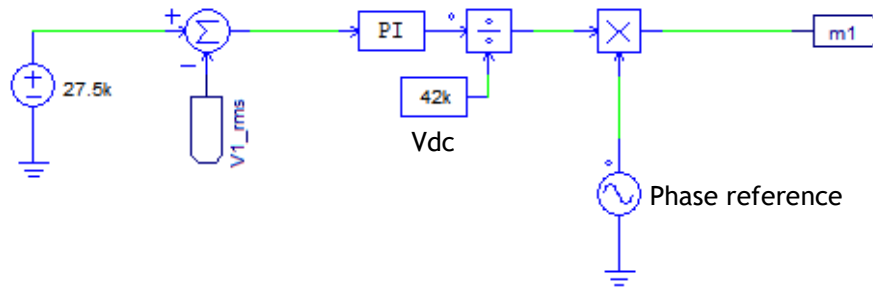 27.5k
V1_rms
PI
42k
Vdc
m1
Phase reference